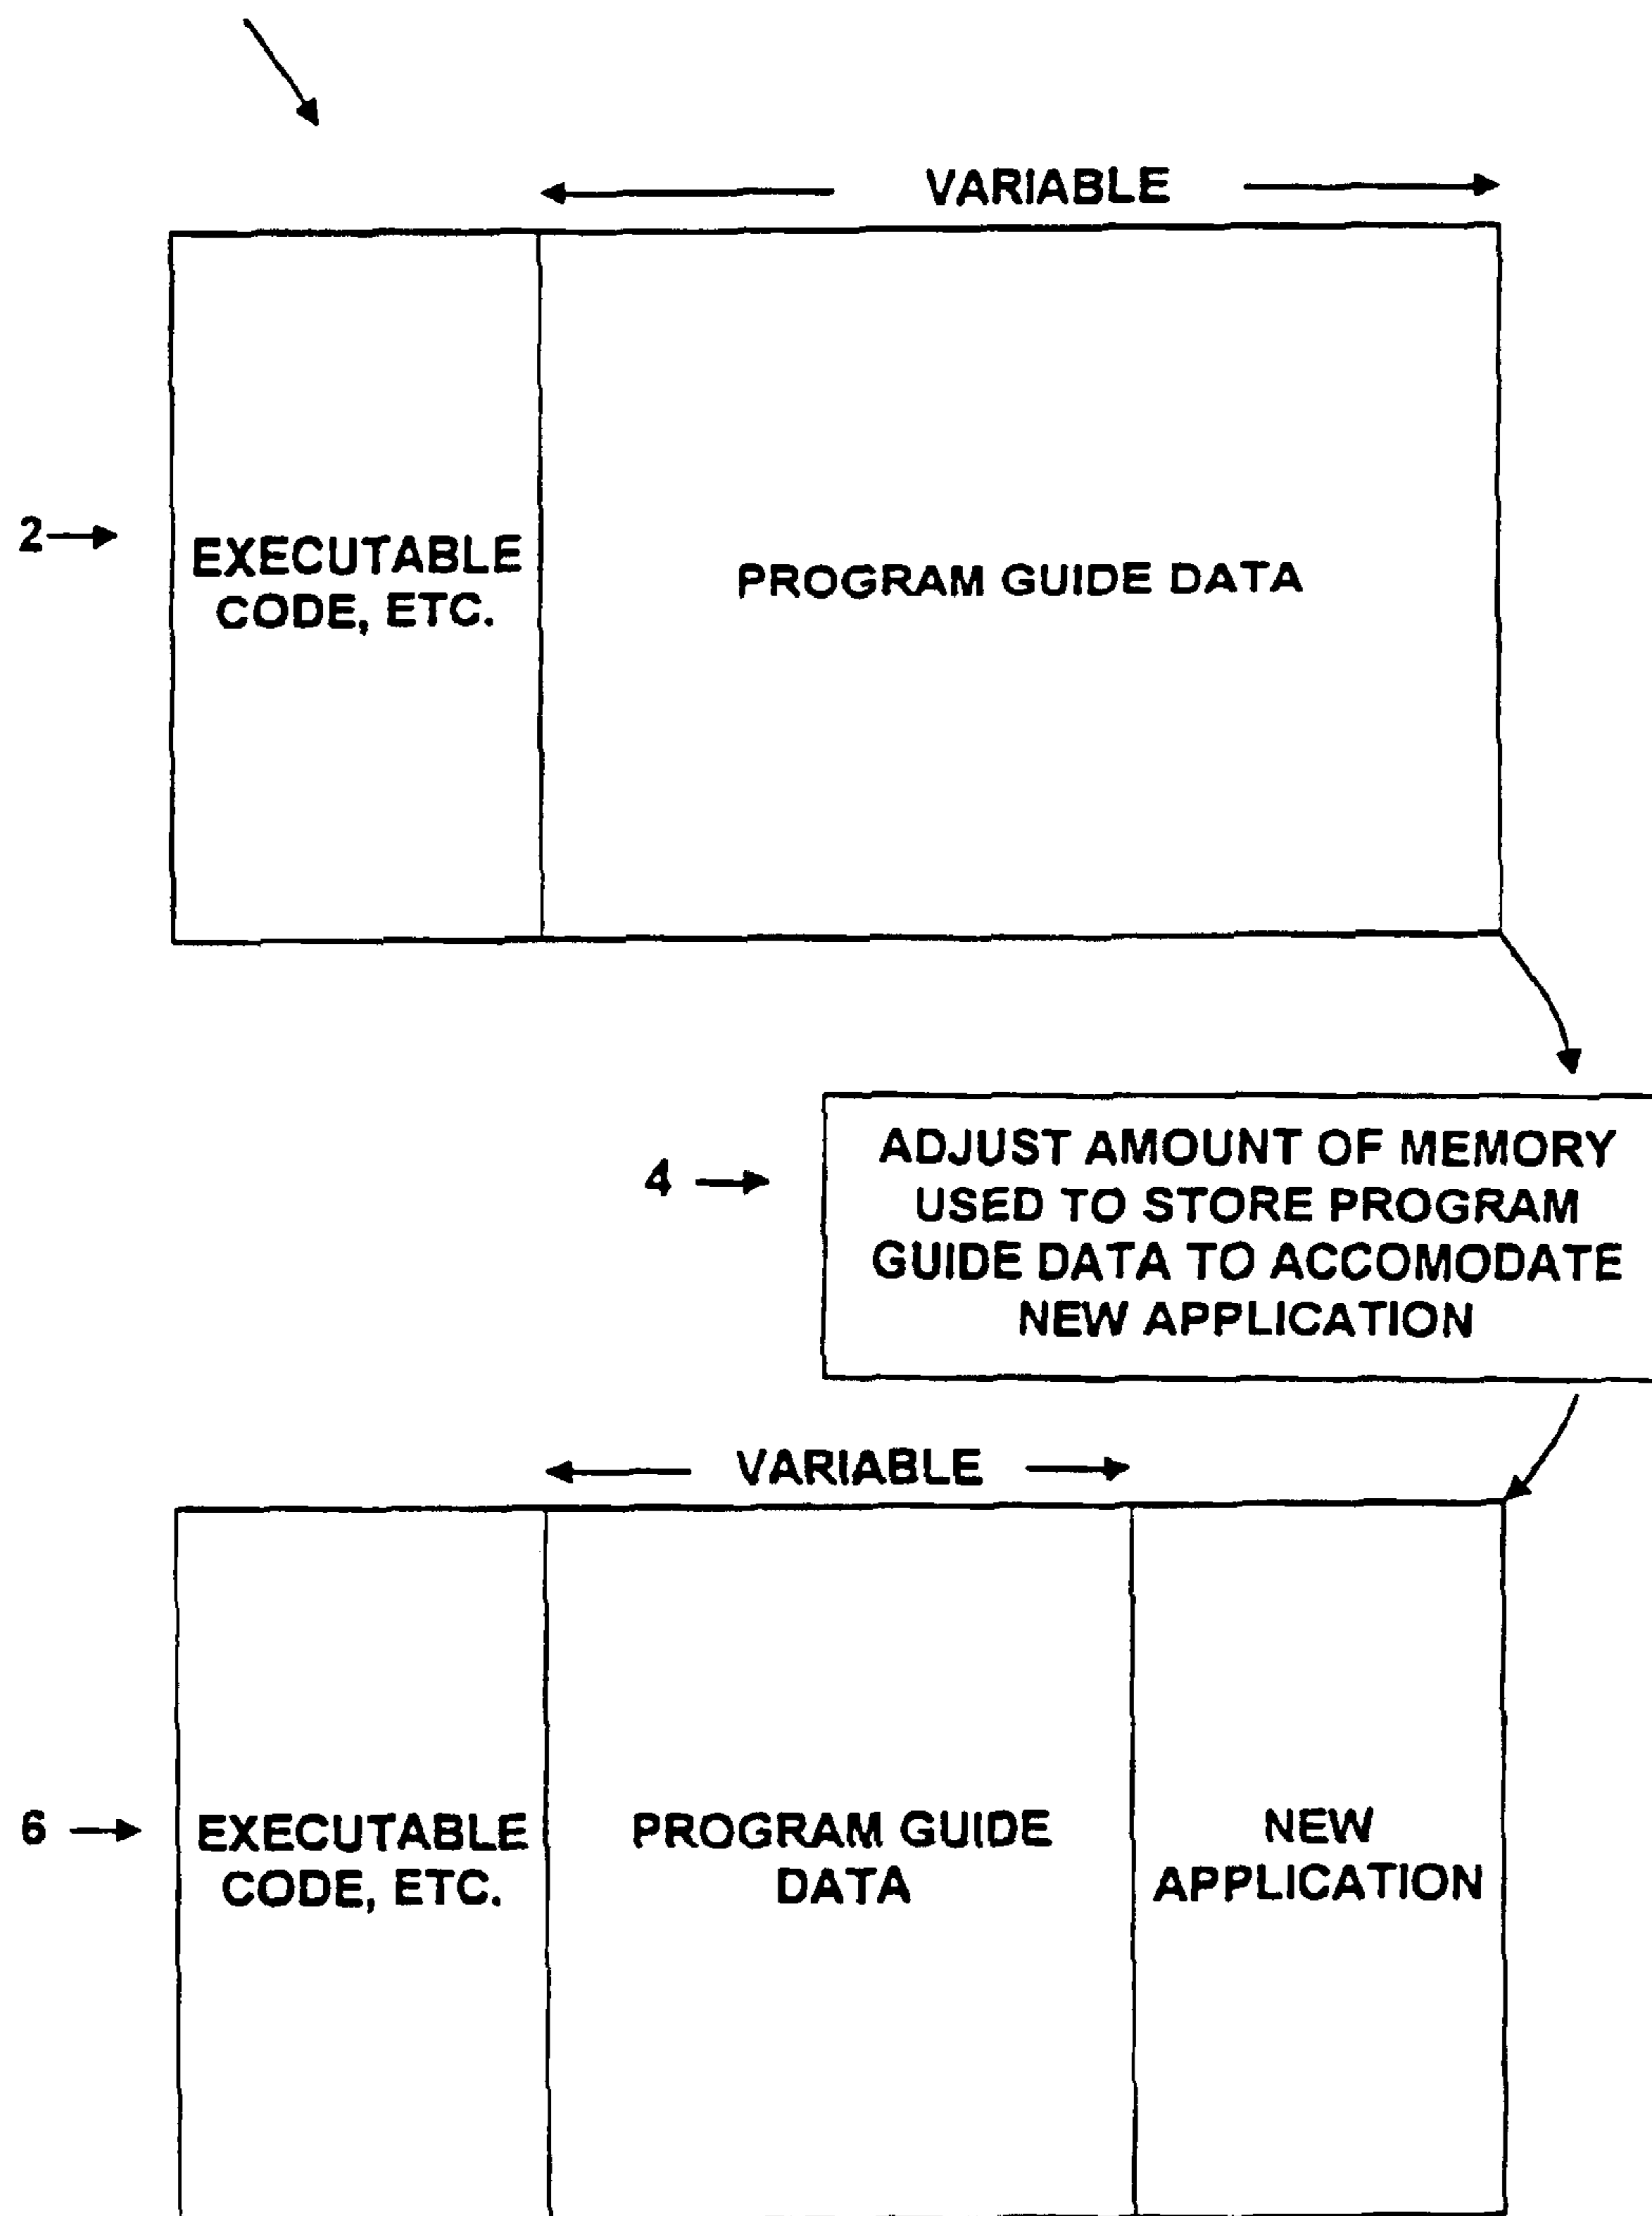 VARIABLE
2
EXECUTABLE
CODE, ETC.
PROGRAM GUIDE DATA
4
ADJUST AMOUNT OF MEMORY
USED TO STORE PROGRAM
GUIDE DATA TO ACCOMODATE
NEW APPLICATION
VARIABLE
6
EXECUTABLE
CODE, ETC.
PROGRAM GUIDE
DATA
NEW
APPLICATION